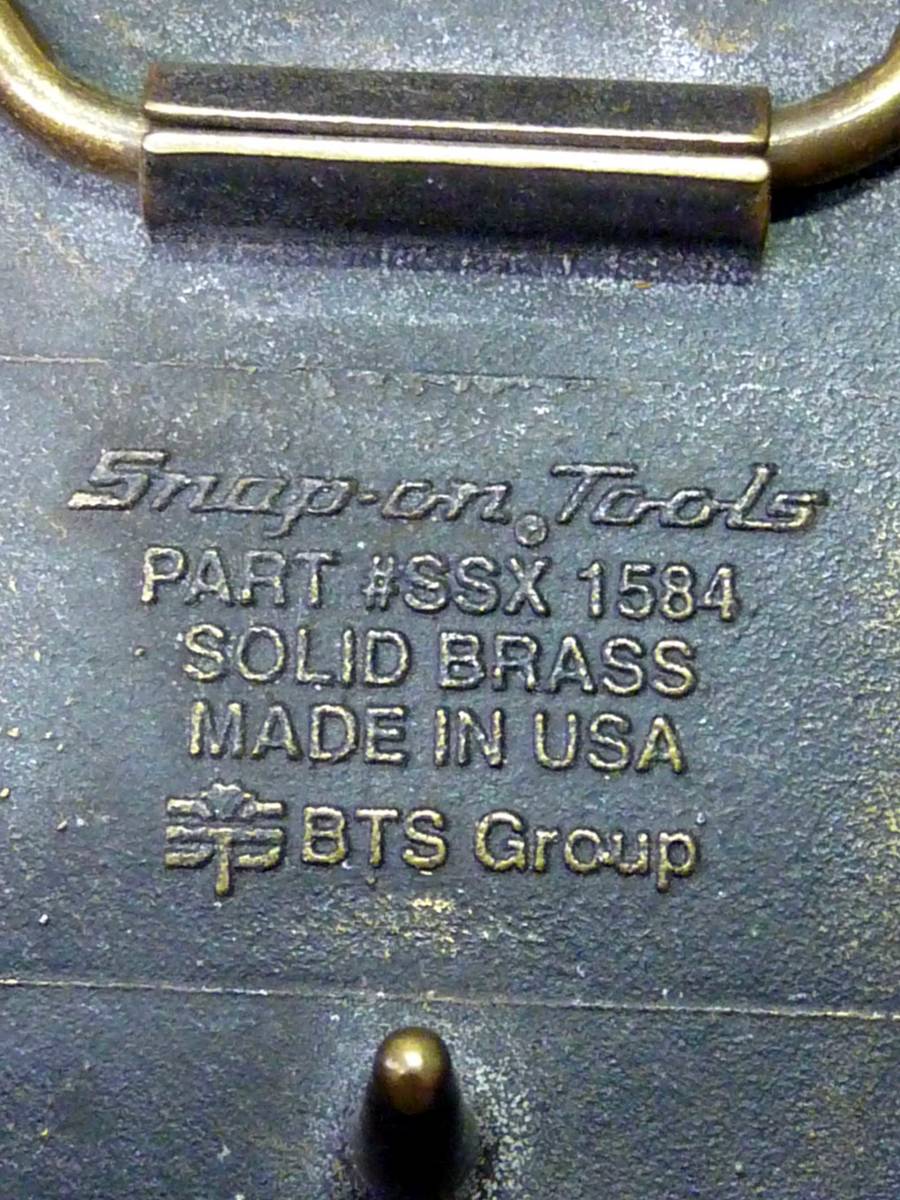 Snap-on® Tools
PART #SSX 1584
SOLID BRASS
MADE IN USA
BTS Group